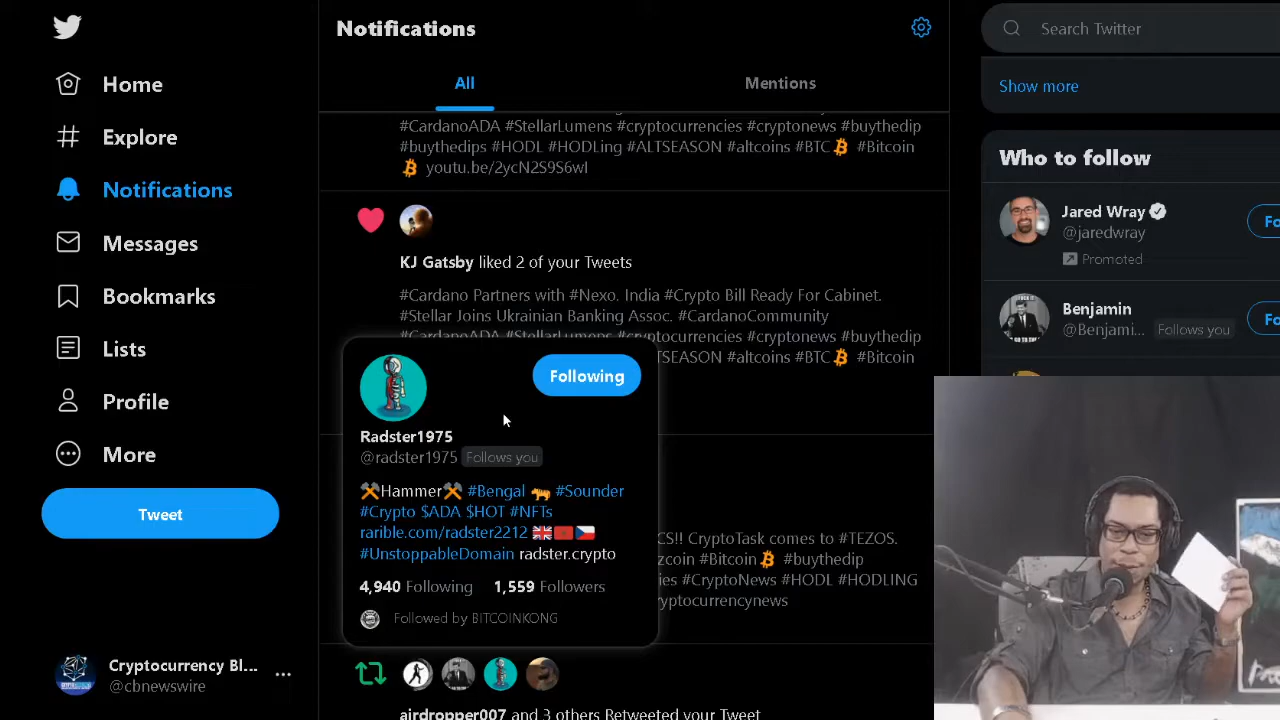 Home
Explore
Notifications
Messages
Bookmarks
Lists
Profile
More
Tweet
Cryptocurrency Bl...
@cbnewswire
Notifications
All
Mentions
#CardanoADA #StellarLumens #cryptocurrencies #cryptonews #buythedip
#buythedips #HODL #HODLing #ALTSEASON #altcoins #BTC #Bitcoin
youtu.be/2ycN2S9S6wI
KJ Gatsby liked 2 of your Tweets
#Cardano Partners with #Nexo. India #Crypto Bill Ready For Cabinet.
#Stellar Joins Ukrainian Banking Assoc. #CardanoCommunity
#CardanoADA #StellarLumens #cryptocurrencies #cryptonews #buythedip
TSEASON #altcoins #BTC #Bitcoin
Following
Radster1975
@radster1975 Follows you
Hammer #Bengal #Sounder
#Crypto $ADA $HOT #NFTs
rarible.com/radster2212
#UnstoppableDomain radster.crypto
4,940 Following 1,559 Followers
Followed by BITCOINKONG
CS!! CryptoTask comes to #TEZOS.
zcoin #Bitcoin #buythedip
ies #CryptoNews #HODL #HODLING
yptocurrencynews
airdropper007 and 3 others Retweeted your Tweet
Search Twitter
Show more
Who to follow
Jared Wray
@jaredwray
Promoted
Fo
Benjamin
@Benjami... Follows you
Fo